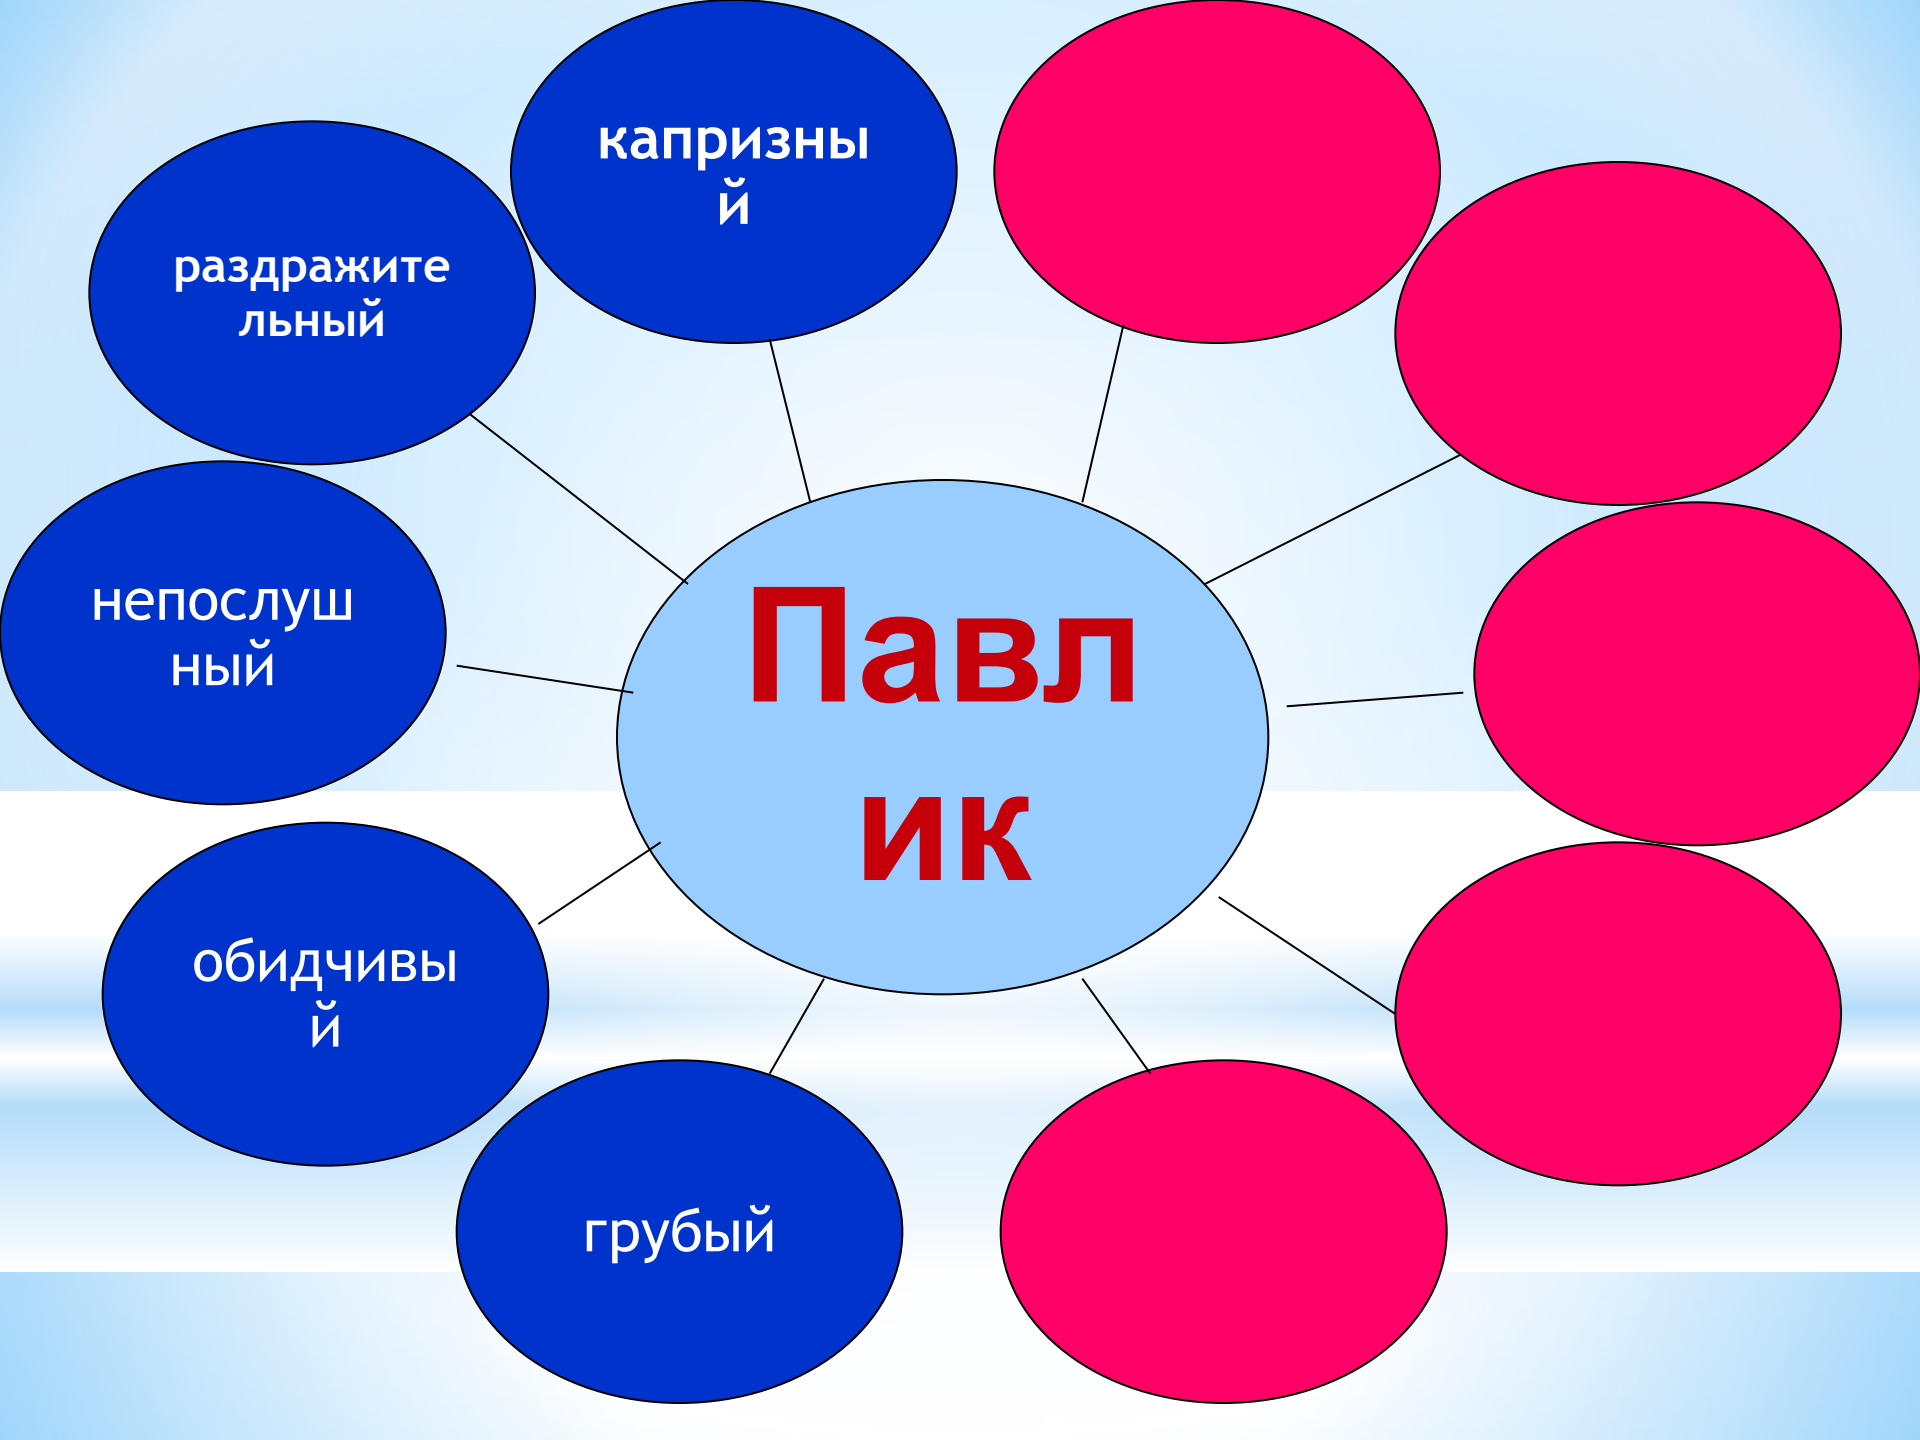 капризны
й
раздражите
льный
непослуш
ный
Павл
ик
обидчивы
й
грубый